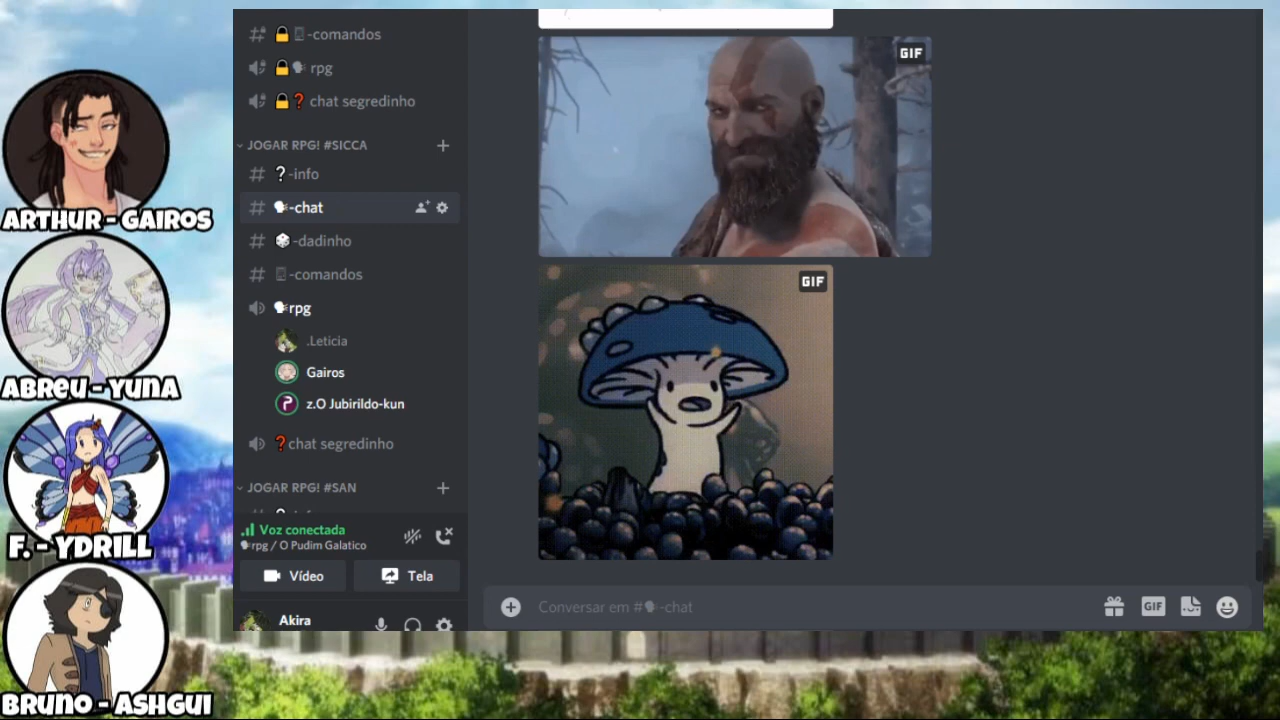 ARTHUR - GAIROS
ABREU - YUNA
F. - YDRILL
BRUNO - ASHGUI
-comandos
rpg
chat segredinho
JOGAR RPG! #SICCA
-info
-chat
-dadinho
-comandos
rpg
.Leticia
Gairos
z.O Jubirildo-kun
chat segredinho
JOGAR RPG! #SAN
Voz conectada
rpg / O Pudim Galatico
Vídeo
Tela
Akira
GIF
GIF
Conversar em #-chat
GIF